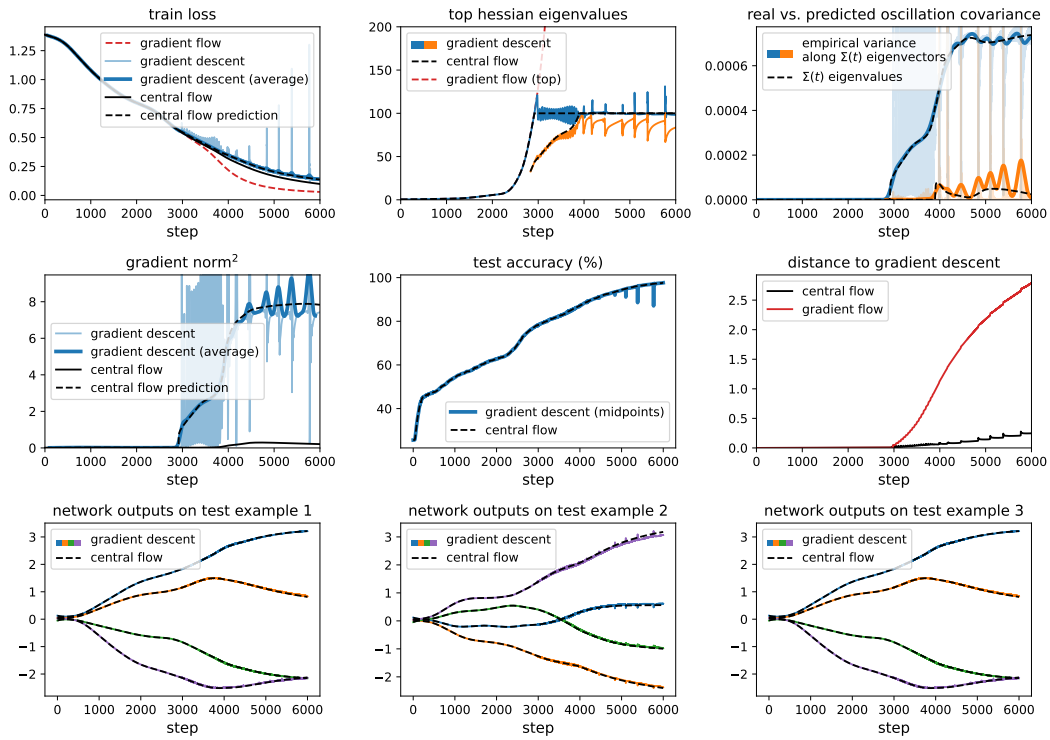 train loss
1.25
1.00
0.75
0.50
0.25
0.00
gradient flow
gradient descent
gradient descent (average)
central flow
central flow prediction
0 1000 2000 3000 4000 5000 6000
step
top hessian eigenvalues
200
150
100
50
0
gradient descent
central flow
gradient flow (top)
0 1000 2000 3000 4000 5000 6000
step
real vs. predicted oscillation covariance
0.0006
0.0004
0.0002
0.0000
empirical variance
along Σ(t) eigenvectors
Σ(t) eigenvalues
0 1000 2000 3000 4000 5000 6000
step
gradient norm²
8
6
4
2
0
gradient descent
gradient descent (average)
central flow
central flow prediction
0 1000 2000 3000 4000 5000 6000
step
test accuracy (%)
100
80
60
40
gradient descent (midpoints)
central flow
0 1000 2000 3000 4000 5000 6000
step
distance to gradient descent
2.5
2.0
1.5
1.0
0.5
0.0
central flow
gradient flow
0 1000 2000 3000 4000 5000 6000
step
network outputs on test example 1
3
2
1
0
−1
−2
gradient descent
central flow
0 1000 2000 3000 4000 5000 6000
step
network outputs on test example 2
3
2
1
0
−1
−2
gradient descent
central flow
0 1000 2000 3000 4000 5000 6000
step
network outputs on test example 3
3
2
1
0
−1
−2
gradient descent
central flow
0 1000 2000 3000 4000 5000 6000
step